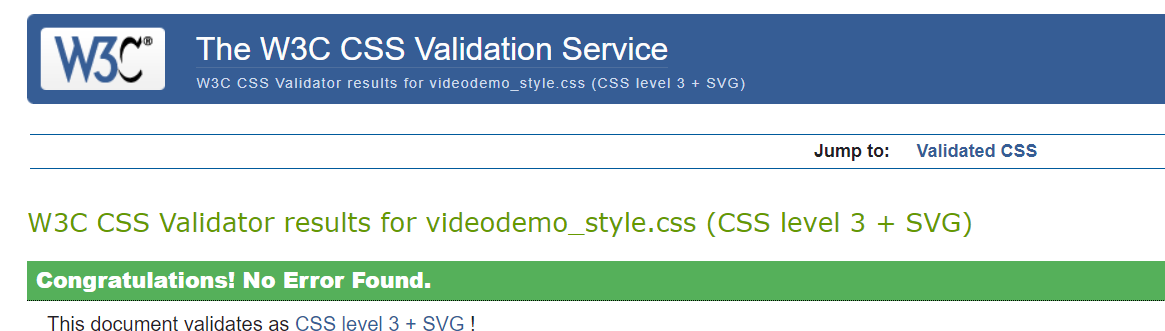 W3C®
The W3C CSS Validation Service
W3C CSS Validator results for videodemo_style.css (CSS level 3 + SVG)
Jump to: Validated CSS
W3C CSS Validator results for videodemo_style.css (CSS level 3 + SVG)
Congratulations! No Error Found.
This document validates as CSS level 3 + SVG !